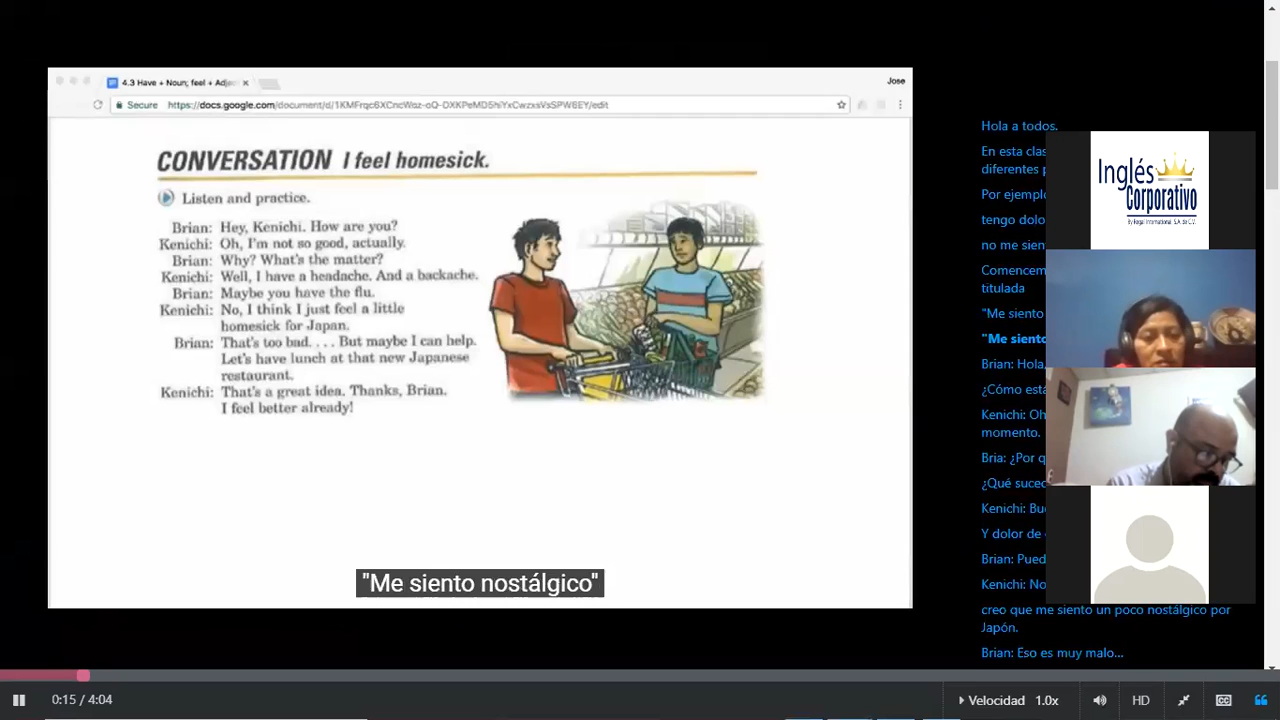 4.3 Have + Noun; feel + Adje
Jose
Secure https://docs.google.com/document/d/
CONVERSATION I feel homesick.
Listen and practice.
Brian: Hey, Kenichi. How are you?
Kenichi: Oh, I'm not so good, actually.
Brian: Why? What's the matter?
Kenichi: Well, I have a headache. And a backache.
Brian: Maybe you have the flu.
Kenichi: No, I think I just feel a little
homesick for Japan.
Brian: That's too bad. . . . But maybe I can help.
Let's have lunch at that new Japanese
restaurant.
Kenichi: That's a great idea. Thanks, Brian.
I feel better already!
"Me siento nostálgico"
Hola a todos.
En esta clas
diferentes p
Por ejemplo
tengo dolo
no me sien
Comencem
titulada
"Me siento
"Me siento
Brian: Hola,
¿Cómo está
Kenichi: Oh
momento.
Bria: ¿Por q
¿Qué suced
Kenichi: Bu
Y dolor de
Brian: Pued
Kenichi: No
creo que me siento un poco nostálgico por
Japón.
Brian: Eso es muy malo...
Inglés
Corporativo
By Regal International S.A. de C.V.
0:15 / 4:04
Velocidad 1.0x
HD